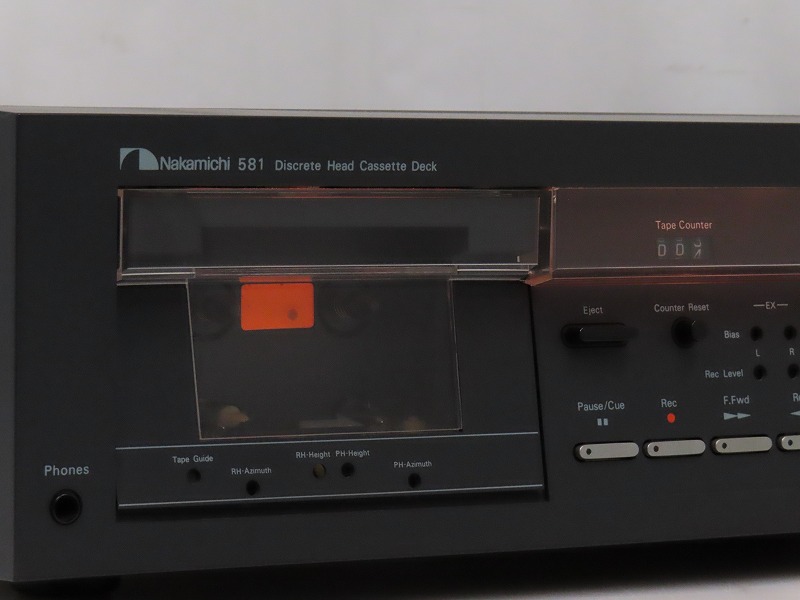 Nakamichi 581 Discrete Head Cassette Deck
Tape Counter
Eject
Counter Reset
EX
Bias
L R
Rec Level
Pause/Cue
Rec
F.Fwd
Tape Guide
RH-Azimuth
RH-Height
PH-Height
PH-Azimuth
Phones